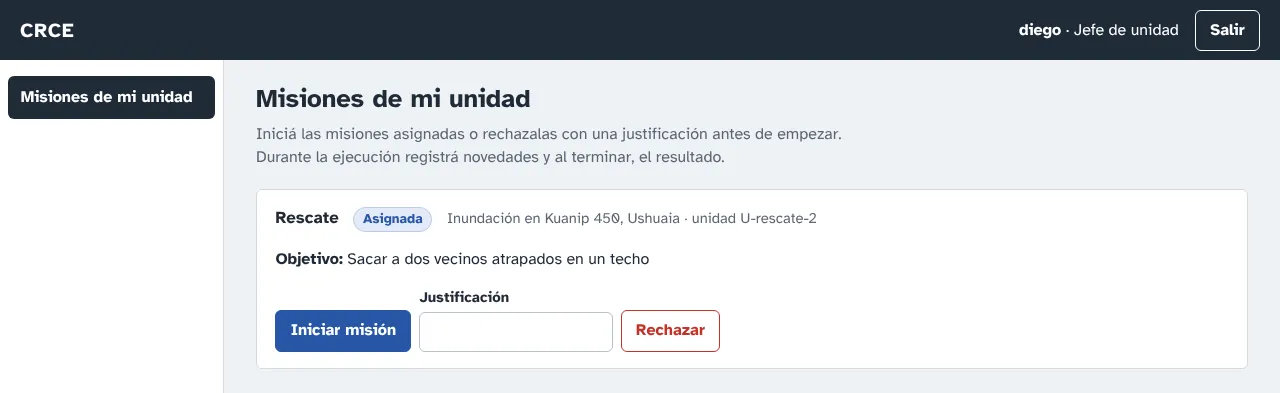 CRCE
diego · Jefe de unidad
Salir
Misiones de mi unidad
Misiones de mi unidad
Iniciá las misiones asignadas o rechazalas con una justificación antes de empezar.
Durante la ejecución registrá novedades y al terminar, el resultado.
Rescate
Asignada
Inundación en Kuanip 450, Ushuaia · unidad U-rescate-2
Objetivo: Sacar a dos vecinos atrapados en un techo
Justificación
Iniciar misión
Rechazar